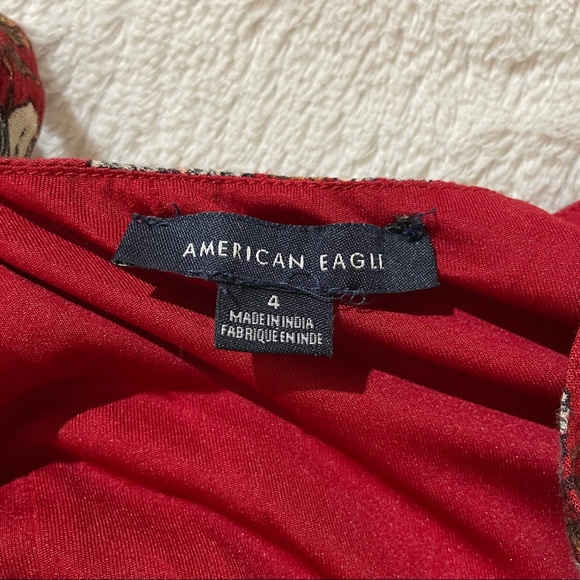 AMERICAN EAGLE
4
MADE IN INDIA
FABRIQUÉ EN INDE